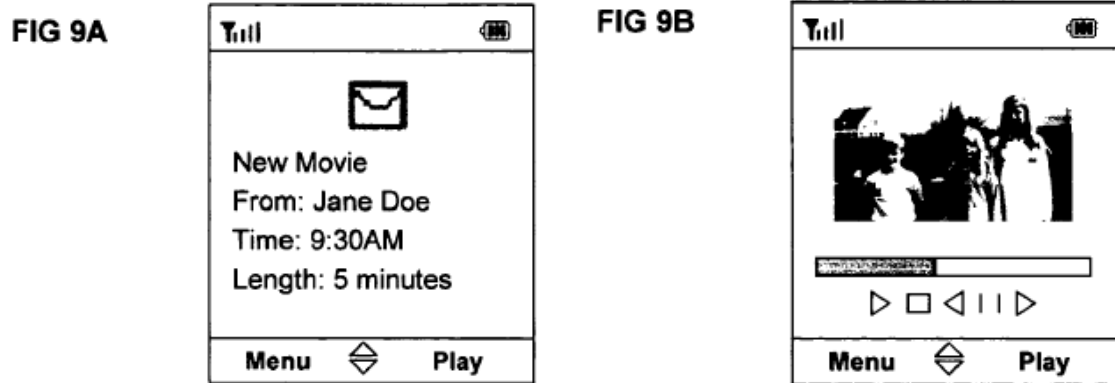 FIG 9A
New Movie
From: Jane Doe
Time: 9:30AM
Length: 5 minutes
Menu Play
FIG 9B
Menu Play